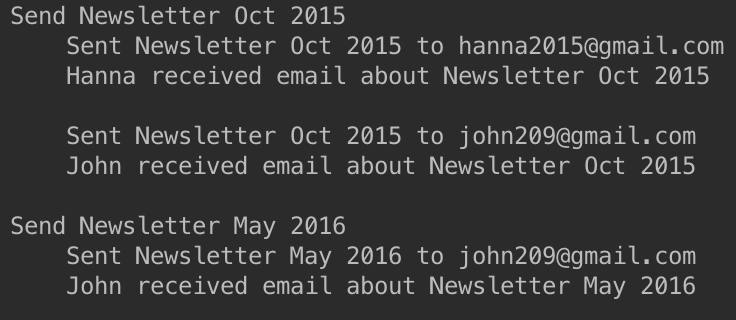 Send Newsletter Oct 2015
Sent Newsletter Oct 2015 to hanna2015@gmail.com
Hanna received email about Newsletter Oct 2015
Sent Newsletter Oct 2015 to john209@gmail.com
John received email about Newsletter Oct 2015
Send Newsletter May 2016
Sent Newsletter May 2016 to john209@gmail.com
John received email about Newsletter May 2016